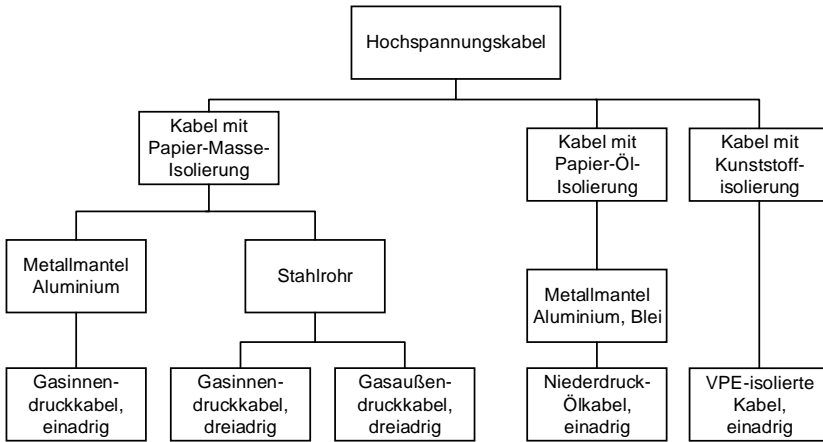 Hochspannungskabel
Kabel mit
Papier-Masse-
Isolierung
Kabel mit
Papier-Öl-
Isolierung
Kabel mit
Kunststoff-
isolierung
Metallmantel
Aluminium
Stahlrohr
Metallmantel
Aluminium, Blei
Gasinnen-
druckkabel,
einadrig
Gasinnen-
druckkabel,
dreiadrig
Gasaußen-
druckkabel,
dreiadrig
Niederdruck-
Ölkabel,
einadrig
VPE-isolierte
Kabel,
einadrig